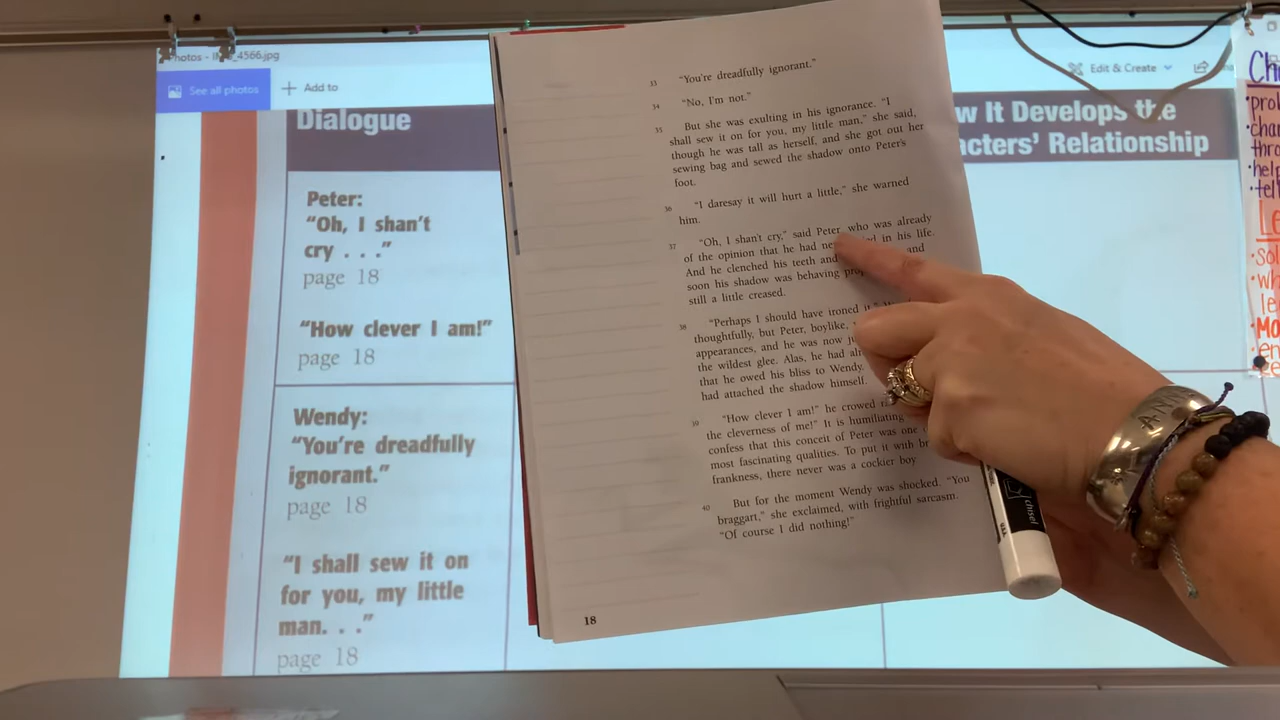 Photos - IMG_4566.jpg
See all photos
Add to
Edit & Create
Dialogue
w It Develops the
acters' Relationship
Peter:
"Oh, I shan't
cry . . ."
page 18
"How clever I am!"
page 18
Wendy:
"You're dreadfully
ignorant."
page 18
"I shall sew it on
for you, my little
man. . ."
page 18
33 "You're dreadfully ignorant."
34 "No, I'm not."
35 But she was exulting in his ignorance. "I
shall sew it on for you, my little man," she said,
though he was tall as herself, and she got out her
sewing bag and sewed the shadow onto Peter's
foot.
36 "I daresay it will hurt a little," she warned
him.
37 "Oh, I shan't cry," said Peter, who was already
of the opinion that he had in his life.
And he clenched his teeth and and
soon his shadow was behaving
still a little creased.
38 "Perhaps I should have ironed it,"
thoughtfully, but Peter, boylike,
appearances, and he was now
the wildest glee. Alas, he had
that he owed his bliss to Wendy.
had attached the shadow himself.
39 "How clever I am!" he crowed
the cleverness of me!" It is humiliating
confess that this conceit of Peter was one
most fascinating qualities. To put it with
frankness, there never was a cockier boy
40 But for the moment Wendy was shocked. "You
braggart," she exclaimed, with frightful sarcasm.
"Of course I did nothing!"
18
chisel